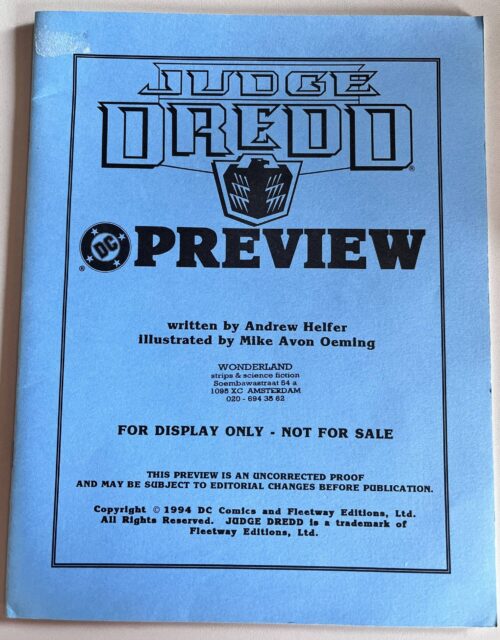 JUDGE
DREDD®
DC® PREVIEW
written by Andrew Helfer
illustrated by Mike Avon Oeming
WONDERLAND
strips & science fiction
Soembawastraat 54 a
1095 XC AMSTERDAM
020 - 694 35 62
FOR DISPLAY ONLY - NOT FOR SALE
THIS PREVIEW IS AN UNCORRECTED PROOF
AND MAY BE SUBJECT TO EDITORIAL CHANGES BEFORE PUBLICATION.
Copyright © 1994 DC Comics and Fleetway Editions, Ltd.
All Rights Reserved. JUDGE DREDD is a trademark of
Fleetway Editions, Ltd.